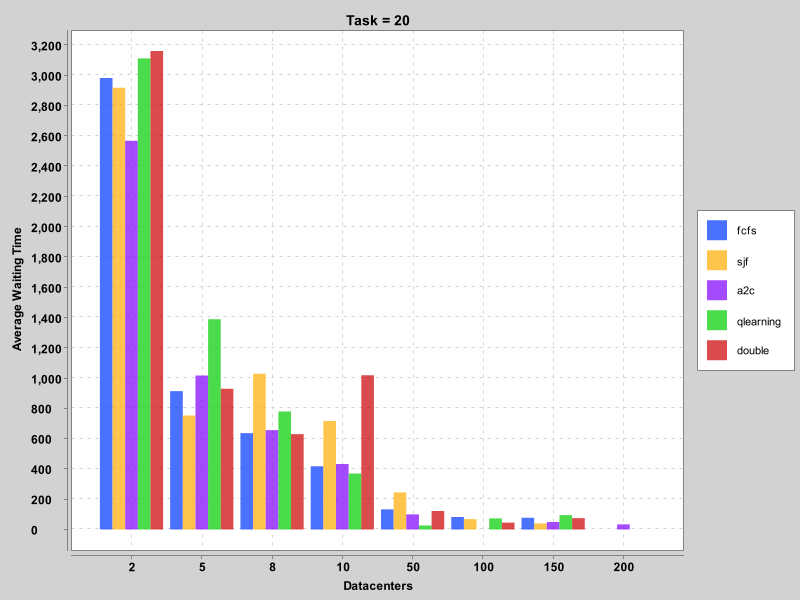 Task = 20
Average Waiting Time
3,200
3,000
2,800
2,600
2,400
2,200
2,000
1,800
1,600
1,400
1,200
1,000
800
600
400
200
0
2 5 8 10 50 100 150 200
Datacenters
fcfs
sjf
a2c
qlearning
double